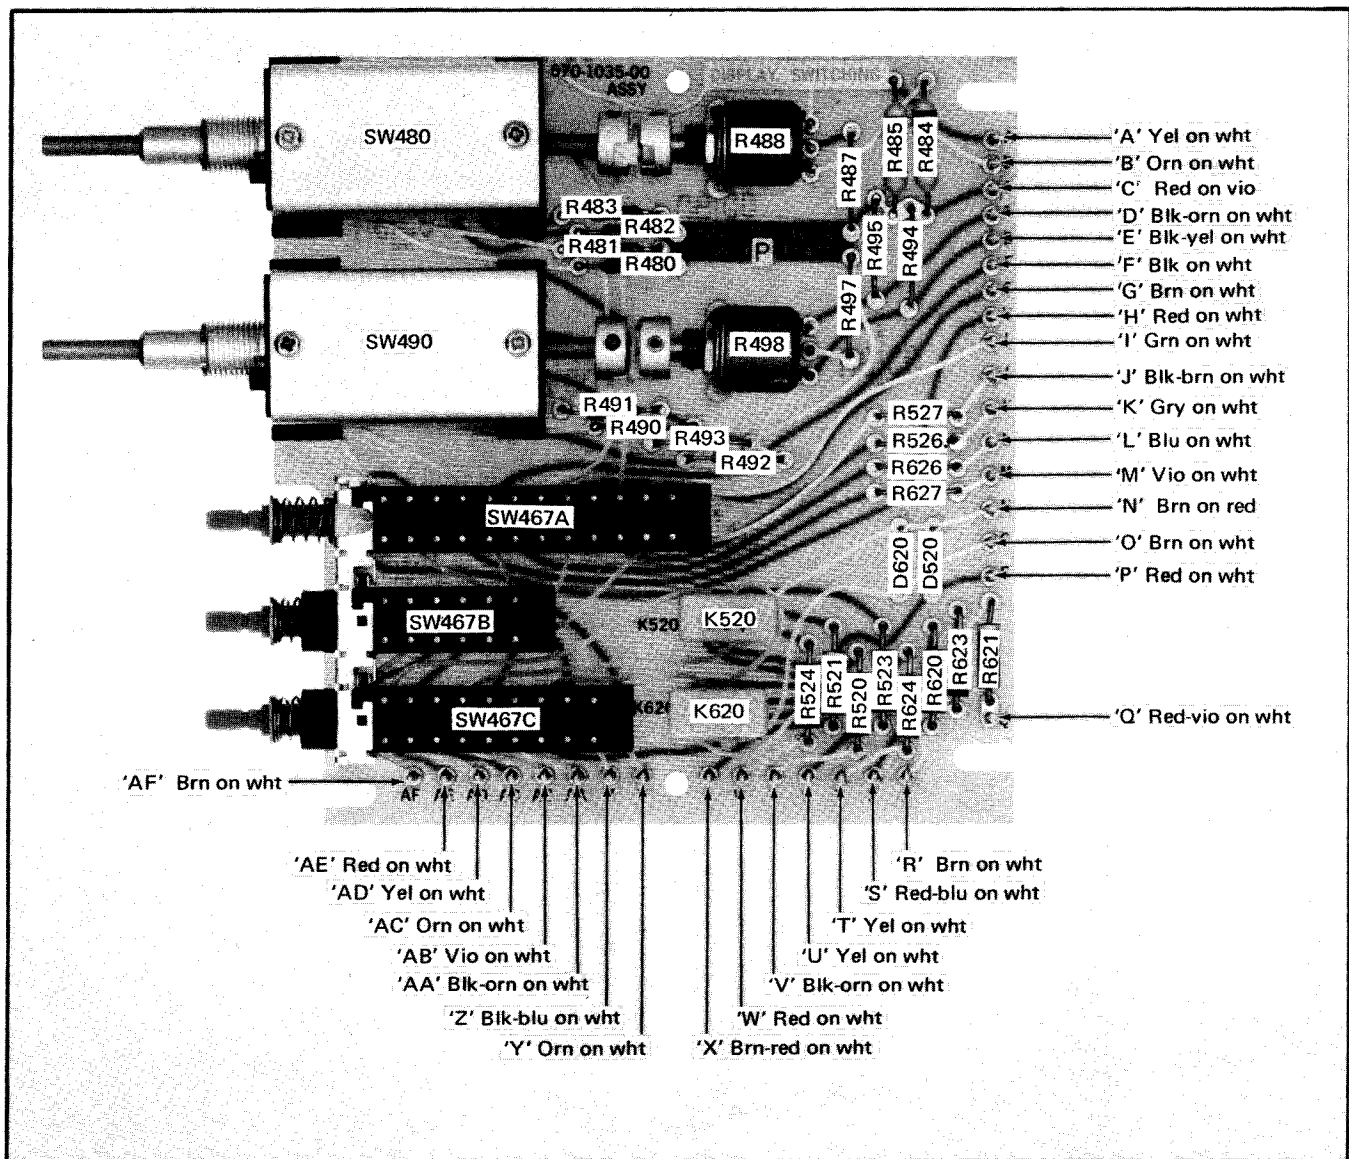 670-1035-00 DISPLAY SWITCHING
ASSY
SW480
R488
R487
R485
R484
R483
R482
R481
R480
P
R495
R494
SW490
R498
R497
R491
R490
R493
R492
R527
R526
R626
R627
SW467A
D620
D520
SW467B
K520 K520
SW467C
K620
R524
R521
R520
R523
R624
R620
R623
R621
'A' Yel on wht
'B' Orn on wht
'C' Red on vio
'D' Blk-orn on wht
'E' Blk-yel on wht
'F' Blk on wht
'G' Brn on wht
'H' Red on wht
'I' Grn on wht
'J' Blk-brn on wht
'K' Gry on wht
'L' Blu on wht
'M' Vio on wht
'N' Brn on red
'O' Brn on wht
'P' Red on wht
'Q' Red-vio on wht
AF
'AF' Brn on wht
'AE' Red on wht
'AD' Yel on wht
'AC' Orn on wht
'AB' Vio on wht
'AA' Blk-orn on wht
'Z' Blk-blu on wht
'Y' Orn on wht
'R' Brn on wht
'S' Red-blu on wht
'T' Yel on wht
'U' Yel on wht
'V' Blk-orn on wht
'W' Red on wht
'X' Brn-red on wht